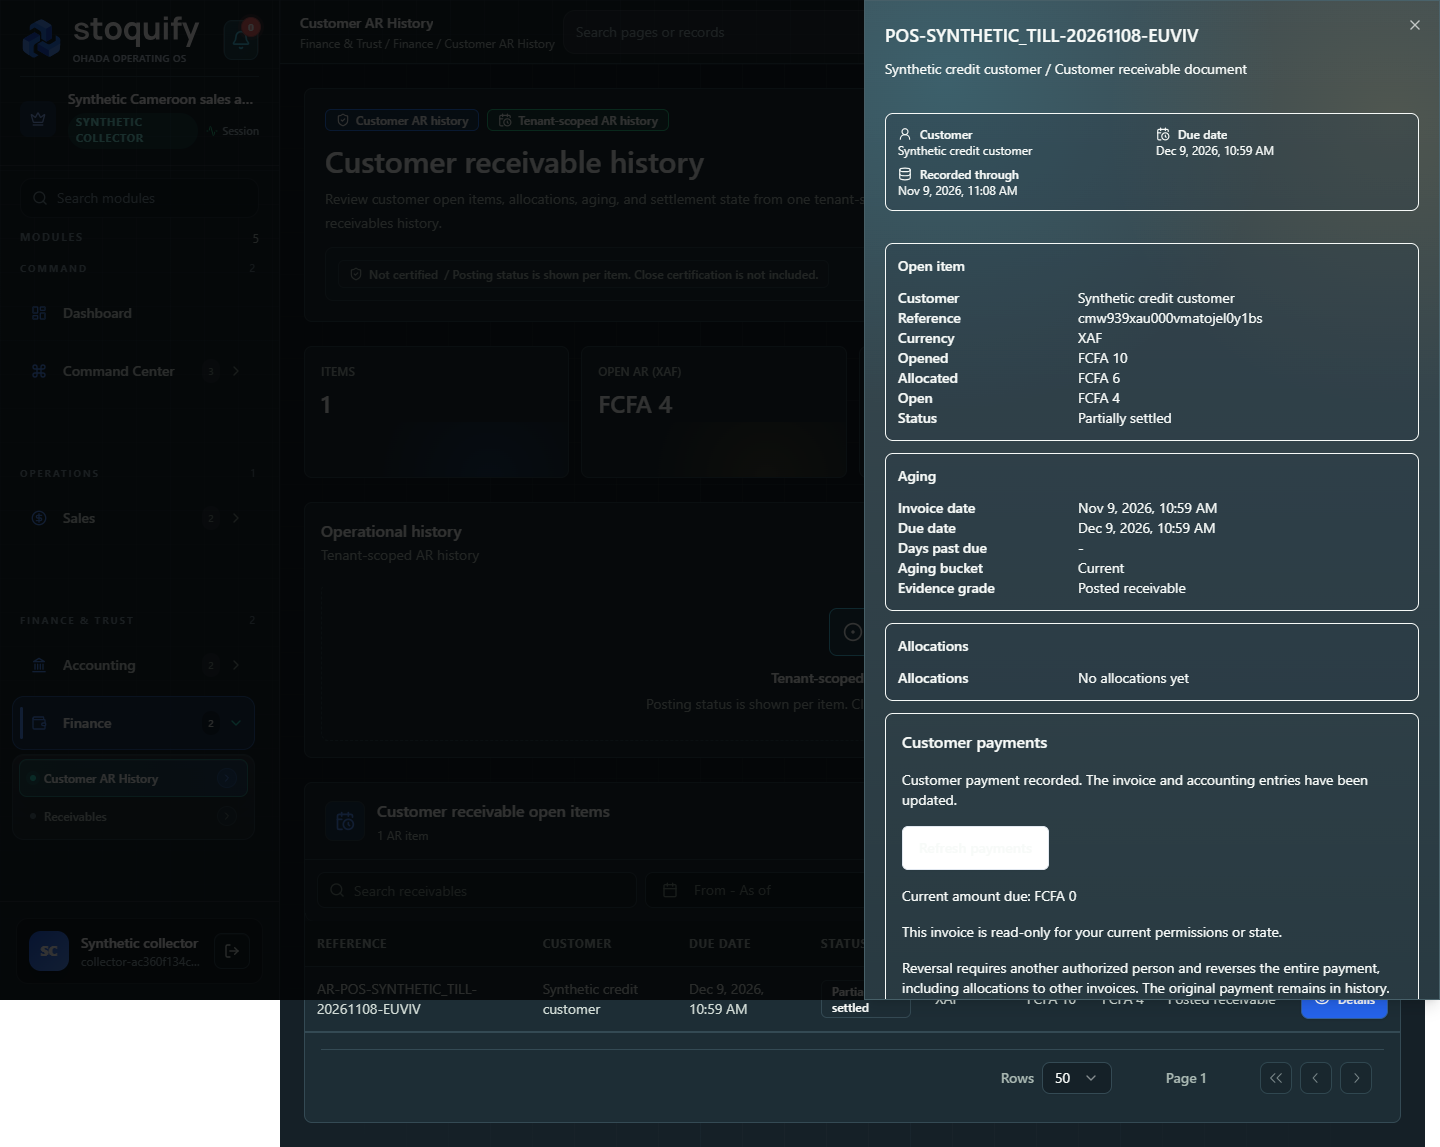 stoquify
OHADA OPERATING OS
Synthetic Cameroon sales a...
SYNTHETIC COLLECTOR
Session
Search modules
MODULES 5
COMMAND 2
Dashboard
Command Center 3
OPERATIONS 1
Sales 2
FINANCE & TRUST 2
Accounting 2
Finance 2
Customer AR History
Receivables
SC
Synthetic collector
collector-ac360f134c...
Customer AR History
Finance & Trust / Finance / Customer AR History
Search pages or records
Customer AR history
Tenant-scoped AR history
Customer receivable history
Review customer open items, allocations, aging, and settlement state from one tenant-s
receivables history.
Not certified / Posting status is shown per item. Close certification is not included.
ITEMS
1
OPEN AR (XAF)
FCFA 4
Operational history
Tenant-scoped AR history
Tenant-scoped
Posting status is shown per item. Cl
Customer receivable open items
1 AR item
Search receivables
From - As of
REFERENCE CUSTOMER DUE DATE STATUS
AR-POS-SYNTHETIC_TILL-
20261108-EUVIV
Synthetic credit
customer
Dec 9, 2026,
10:59 AM
Partia
settled
XAF FCFA 10 FCFA 4 Posted receivable Details
Rows 50 Page 1
POS-SYNTHETIC_TILL-20261108-EUVIV
Synthetic credit customer / Customer receivable document
Customer
Synthetic credit customer
Due date
Dec 9, 2026, 10:59 AM
Recorded through
Nov 9, 2026, 11:08 AM
Open item
Customer Synthetic credit customer
Reference cmw939xau000vmatojel0y1bs
Currency XAF
Opened FCFA 10
Allocated FCFA 6
Open FCFA 4
Status Partially settled
Aging
Invoice date Nov 9, 2026, 10:59 AM
Due date Dec 9, 2026, 10:59 AM
Days past due -
Aging bucket Current
Evidence grade Posted receivable
Allocations
Allocations No allocations yet
Customer payments
Customer payment recorded. The invoice and accounting entries have been
updated.
Refresh payments
Current amount due: FCFA 0
This invoice is read-only for your current permissions or state.
Reversal requires another authorized person and reverses the entire payment,
including allocations to other invoices. The original payment remains in history.